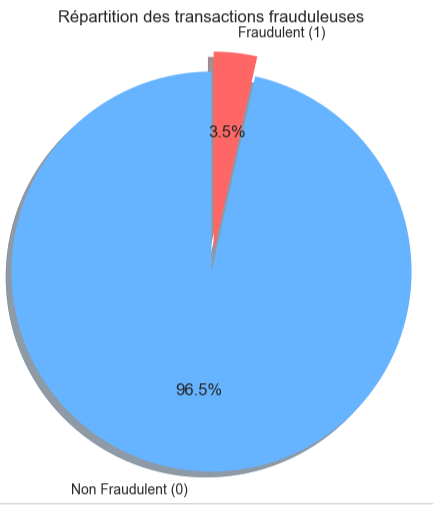 Répartition des transactions frauduleuses
Fraudulent (1)
3.5%
96.5%
Non Fraudulent (0)